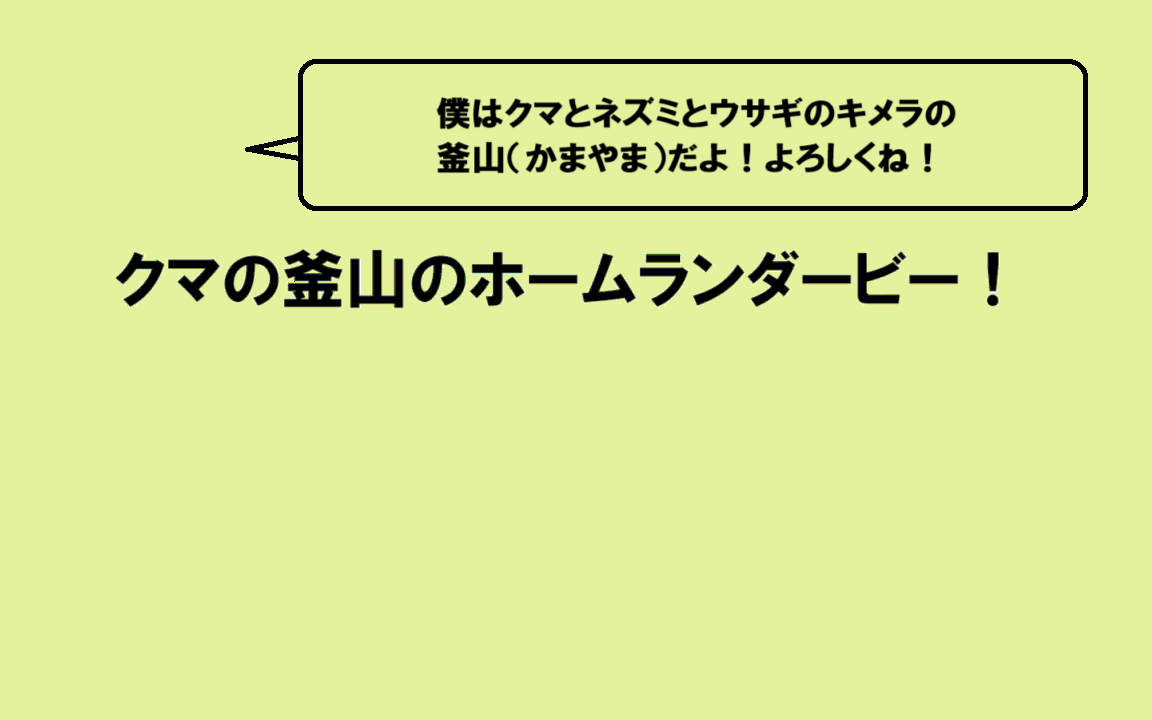 僕はクマとネズミとウサギのキメラの
釜山(かまやま)だよ！よろしくね！
クマの釜山のホームランダービー！